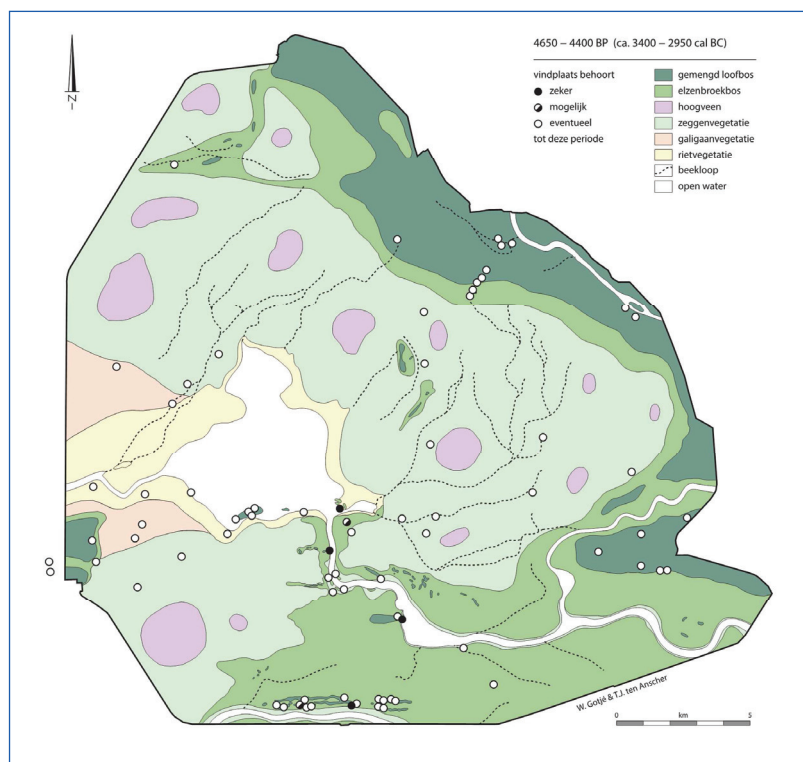 4650 – 4400 BP (ca. 3400 – 2950 cal BC)
vindplaats behoort
zeker
mogelijk
eventueel
tot deze periode
gemengd loofbos
elzenbroekbos
hoogveen
zeggenvegetatie
galigaanvegetatie
rietvegetatie
beekloop
open water
N
W. Gotjé & T.J. ten Anscher
0 km 5